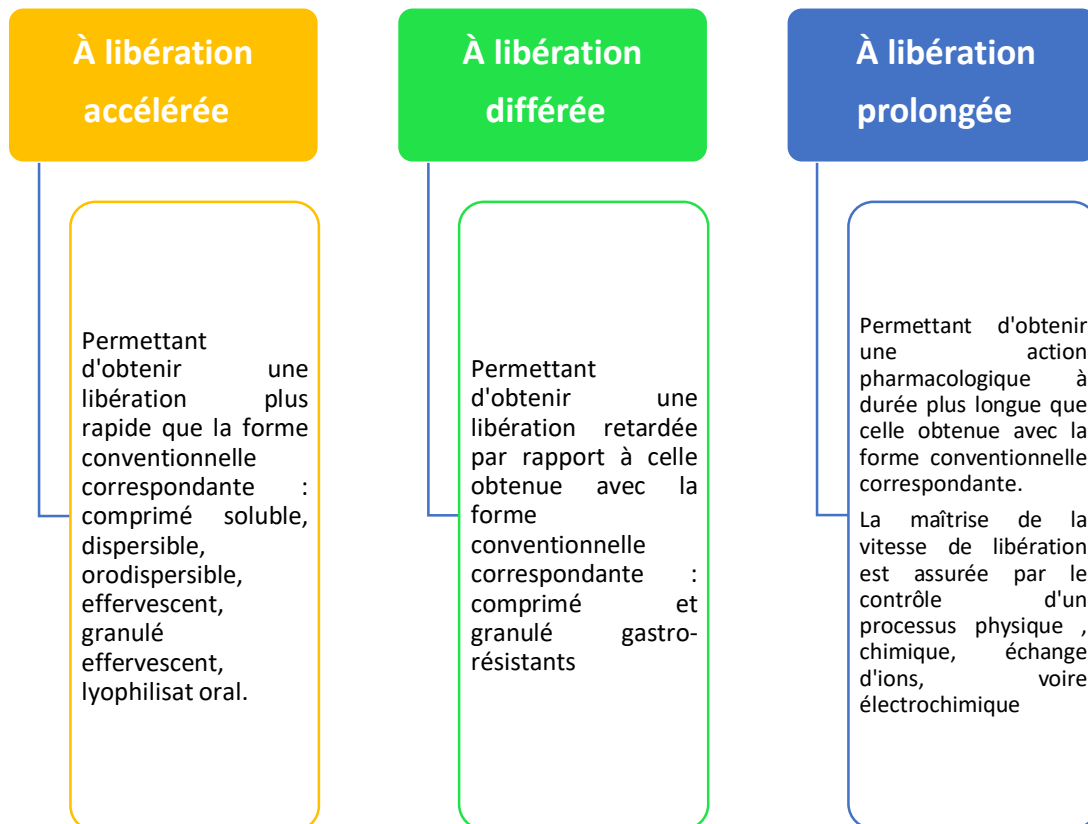 À libération
accélérée
Permettant
d'obtenir une
libération plus
rapide que la forme
conventionnelle
correspondante :
comprimé soluble,
dispersible,
orodispersible,
effervescent,
granulé
effervescent,
lyophilisat oral.
À libération
différée
Permettant
d'obtenir une
libération retardée
par rapport à celle
obtenue avec la
forme
conventionnelle
correspondante :
comprimé et
granulé gastro-
résistants
À libération
prolongée
Permettant d'obtenir
une action
pharmacologique à
durée plus longue que
celle obtenue avec la
forme conventionnelle
correspondante.
La maîtrise de la
vitesse de libération
est assurée par le
contrôle d'un
processus physique ,
chimique, échange
d'ions, voire
électrochimique